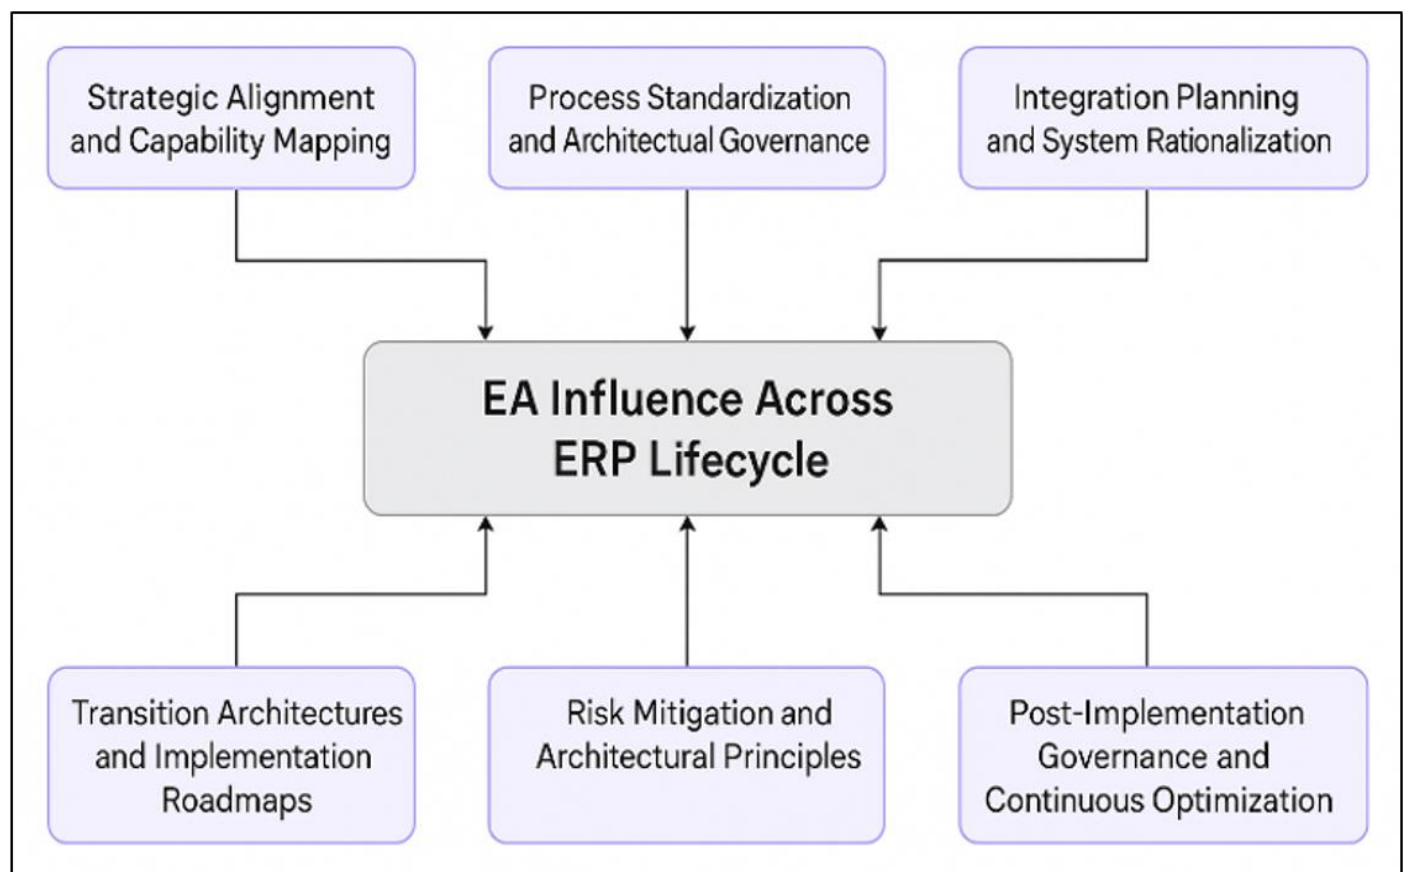 Strategic Alignment
and Capability Mapping
Process Standardization
and Architectual Governance
Integration Planning
and System Rationalization
EA Influence Across
ERP Lifecycle
Transition Architectures
and Implementation
Roadmaps
Risk Mitigation and
Architectural Principles
Post-Implementation
Governance and
Continuous Optimization